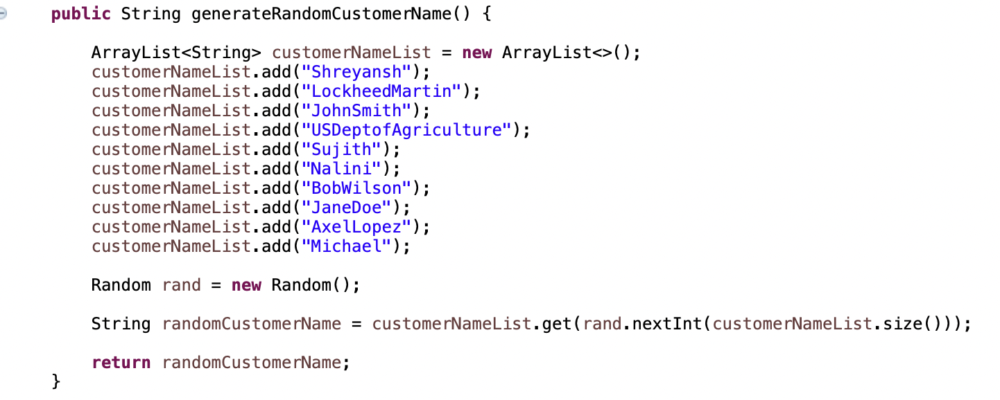 public String generateRandomCustomerName() {
ArrayList<String> customerNameList = new ArrayList<>();
customerNameList.add("Shreyansh");
customerNameList.add("LockheedMartin");
customerNameList.add("JohnSmith");
customerNameList.add("USDeptofAgriculture");
customerNameList.add("Sujith");
customerNameList.add("Nalini");
customerNameList.add("BobWilson");
customerNameList.add("JaneDoe");
customerNameList.add("AxelLopez");
customerNameList.add("Michael");
Random rand = new Random();
String randomCustomerName = customerNameList.get(rand.nextInt(customerNameList.size()));
return randomCustomerName;
}